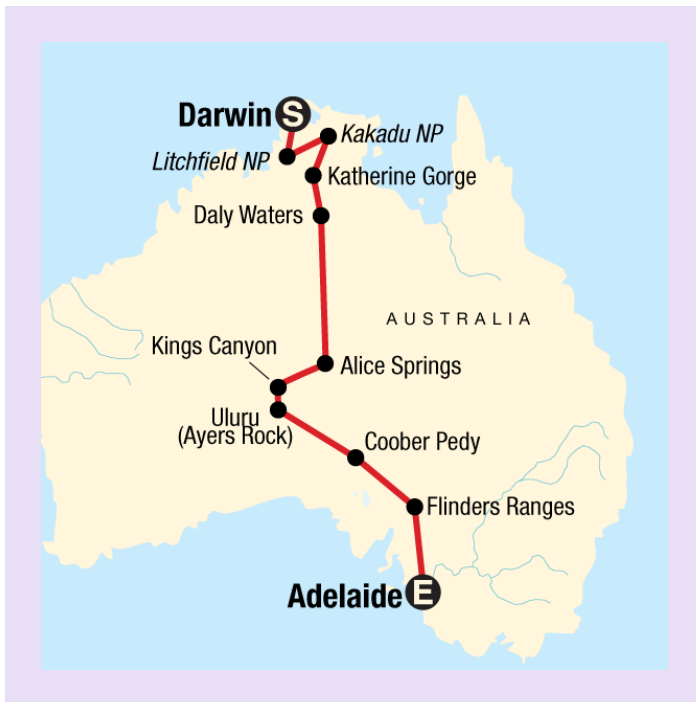 Darwin S
Kakadu NP
Litchfield NP
Katherine Gorge
Daly Waters
AUSTRALIA
Kings Canyon
Alice Springs
Uluru
(Ayers Rock)
Coober Pedy
Flinders Ranges
Adelaide E